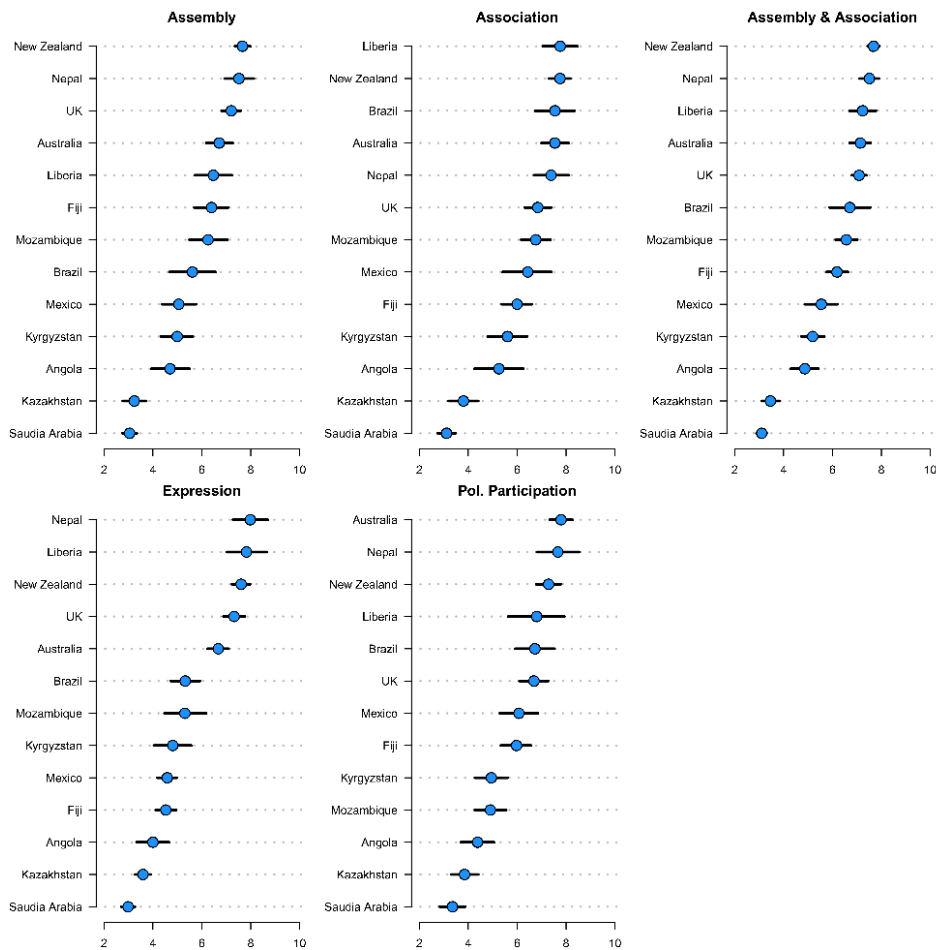 Assembly
New Zealand
Nepal
UK
Australia
Liberia
Fiji
Mozambique
Brazil
Mexico
Kyrgyzstan
Angola
Kazakhstan
Saudia Arabia
2 4 6 8 10
Association
Liberia
New Zealand
Brazil
Australia
Nepal
UK
Mozambique
Mexico
Fiji
Kyrgyzstan
Angola
Kazakhstan
Saudia Arabia
2 4 6 8 10
Assembly & Association
New Zealand
Nepal
Liberia
Australia
UK
Brazil
Mozambique
Fiji
Mexico
Kyrgyzstan
Angola
Kazakhstan
Saudia Arabia
2 4 6 8 10
Expression
Nepal
Liberia
New Zealand
UK
Australia
Brazil
Mozambique
Kyrgyzstan
Mexico
Fiji
Angola
Kazakhstan
Saudia Arabia
2 4 6 8 10
Pol. Participation
Australia
Nepal
New Zealand
Liberia
Brazil
UK
Mexico
Fiji
Kyrgyzstan
Mozambique
Angola
Kazakhstan
Saudia Arabia
2 4 6 8 10